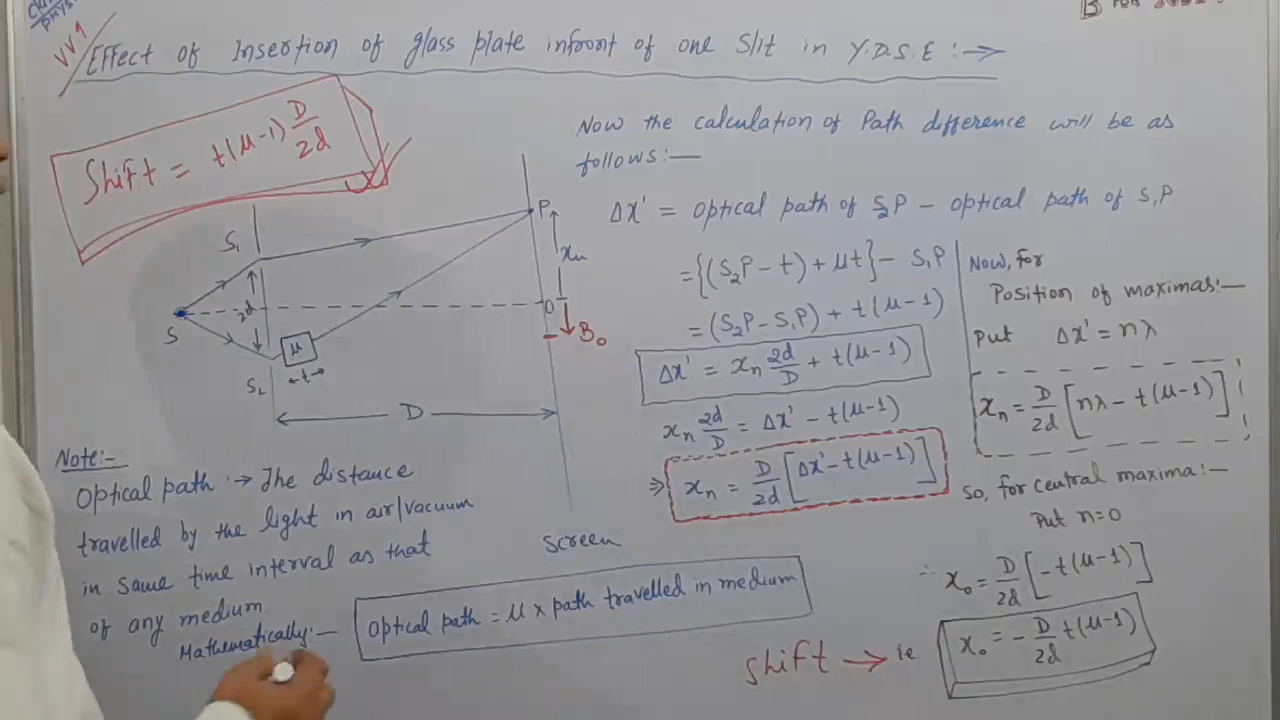 VV9
Effect of Insertion of glass plate infront of one Slit in Y.D.S.E :→
Shift = t(μ-1) D/2d
Now the calculation of Path difference will be as
follows:—
Δx' = Optical path of S₂P - optical path of S₁P
= {(S₂P - t) + μt} - S₁P
= (S₂P - S₁P) + t(μ-1)
Δx' = xₙ 2d/D + t(μ-1)
xₙ 2d/D = Δx' - t(μ-1)
⇒ xₙ = D/2d [Δx' - t(μ-1)]
Now, for
Position of maximas:—
Put Δx' = nλ
xₙ = D/2d [nλ - t(μ-1)]
So, for central maxima:—
Put n=0
∴ x₀ = D/2d [-t(μ-1)]
shift → ie x₀ = - D/2d t(μ-1)
S₁
P
xₙ
2d
O
B₀
S
μ
t
S₂
D
Screen
Note:-
Optical path :→ The distance
travelled by the light in air/vacuum
in same time interval as that
of any medium.
Mathematically:—
Optical path = μ × path travelled in medium